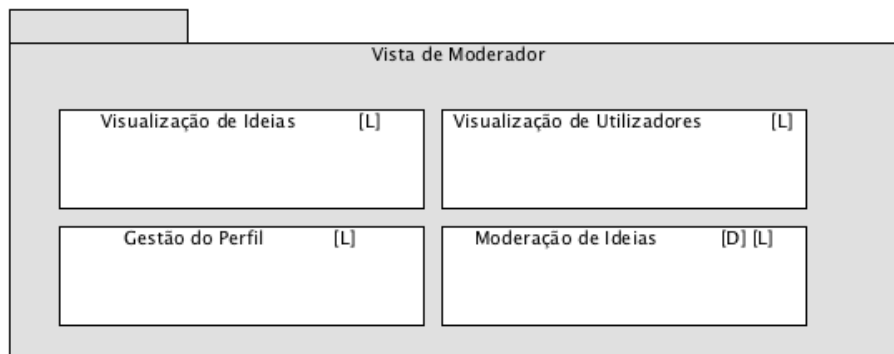 Vista de Moderador
Visualização de Ideias [L]
Visualização de Utilizadores [L]
Gestão do Perfil [L]
Moderação de Ideias [D] [L]